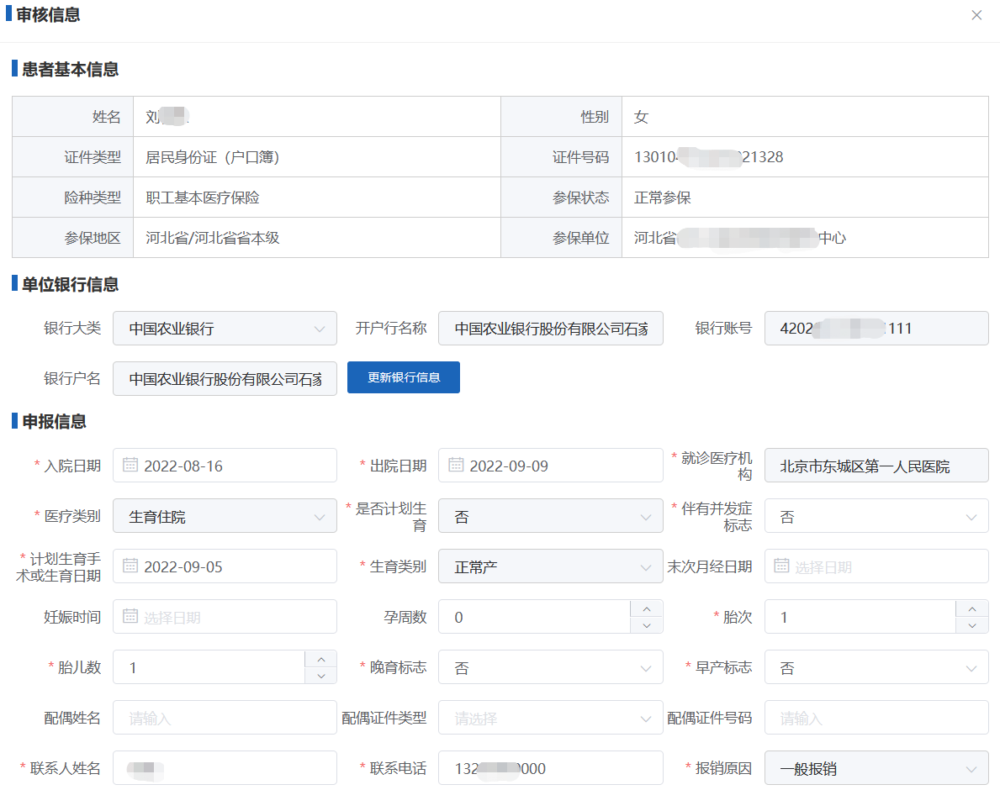 审核信息
患者基本信息
姓名 刘 性别 女
证件类型 居民身份证（户口簿） 证件号码 13010 21328
险种类型 职工基本医疗保险 参保状态 正常参保
参保地区 河北省/河北省省本级 参保单位 河北省 中心
单位银行信息
银行大类 中国农业银行 开户行名称 中国农业银行股份有限公司石家 银行账号 4202 111
银行户名 中国农业银行股份有限公司石家 更新银行信息
申报信息
* 入院日期 2022-08-16 * 出院日期 2022-09-09 * 就诊医疗机构 北京市东城区第一人民医院
* 医疗类别 生育住院 * 是否计划生育 否 * 伴有并发症标志 否
* 计划生育手术或生育日期 2022-09-05 * 生育类别 正常产 末次月经日期 选择日期
妊娠时间 选择日期 孕周数 0 * 胎次 1
* 胎儿数 1 * 晚育标志 否 * 早产标志 否
配偶姓名 请输入 配偶证件类型 请选择 配偶证件号码 请输入
* 联系人姓名 * 联系电话 132 000 * 报销原因 一般报销